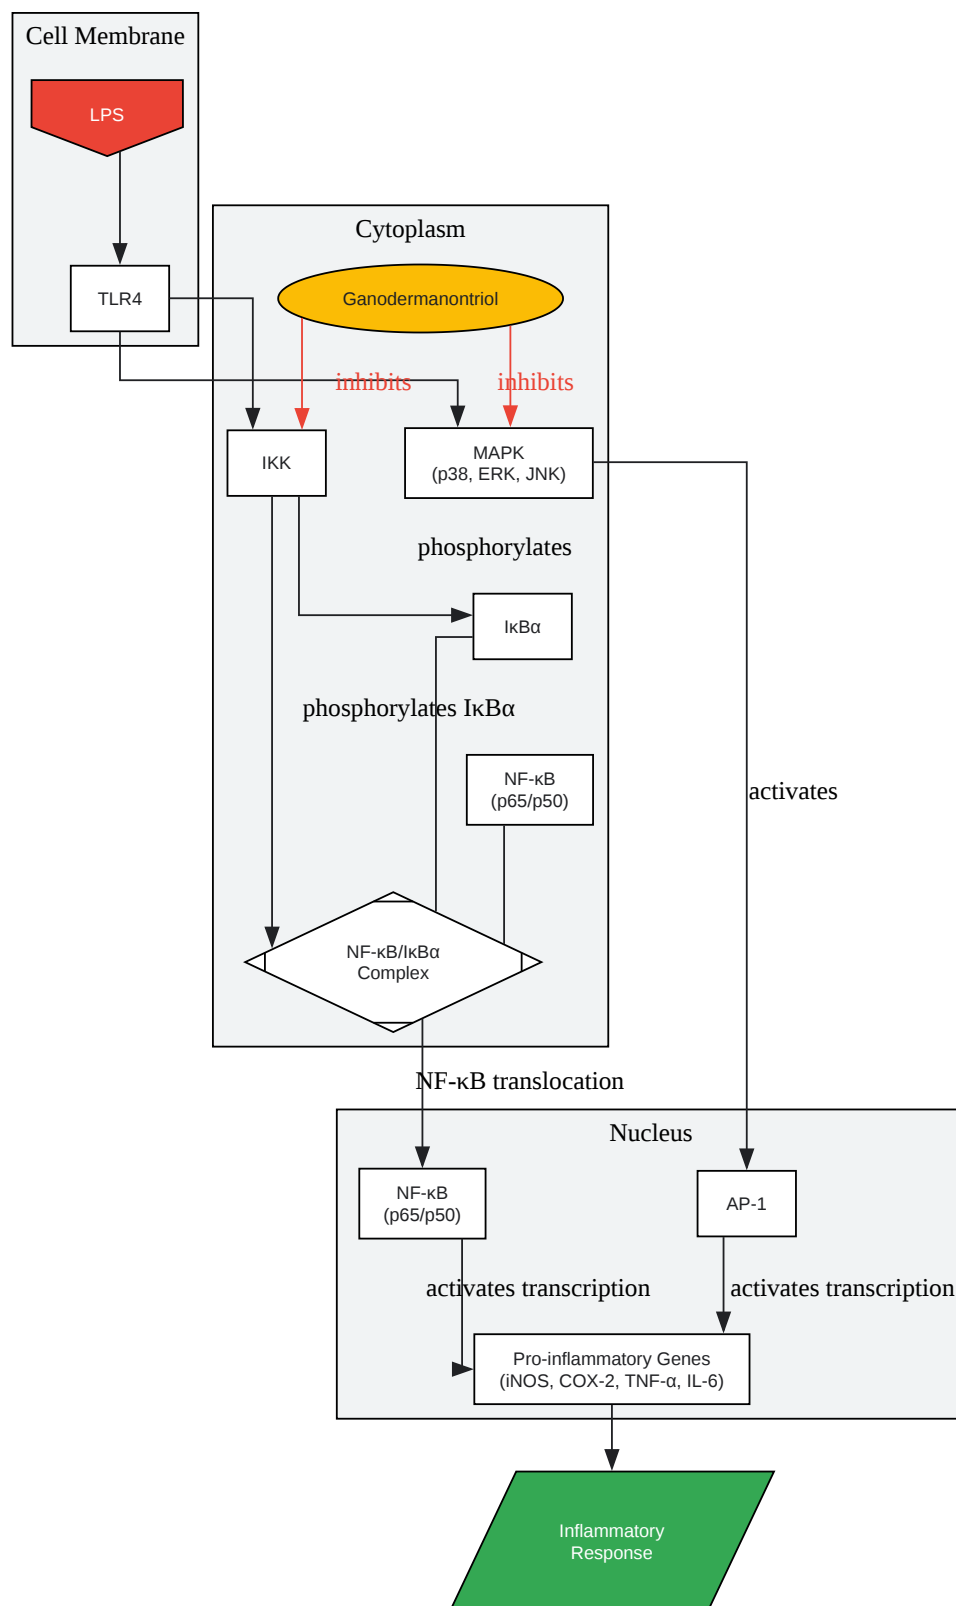 Cell Membrane
LPS
TLR4
Cytoplasm
Ganodermanontriol
inhibits
inhibits
IKK
MAPK
(p38, ERK, JNK)
phosphorylates
IκBα
phosphorylates IκBα
NF-κB
(p65/p50)
activates
NF-κB/IκBα
Complex
NF-κB translocation
Nucleus
NF-κB
(p65/p50)
AP-1
activates transcription
activates transcription
Pro-inflammatory Genes
(iNOS, COX-2, TNF-α, IL-6)
Inflammatory
Response